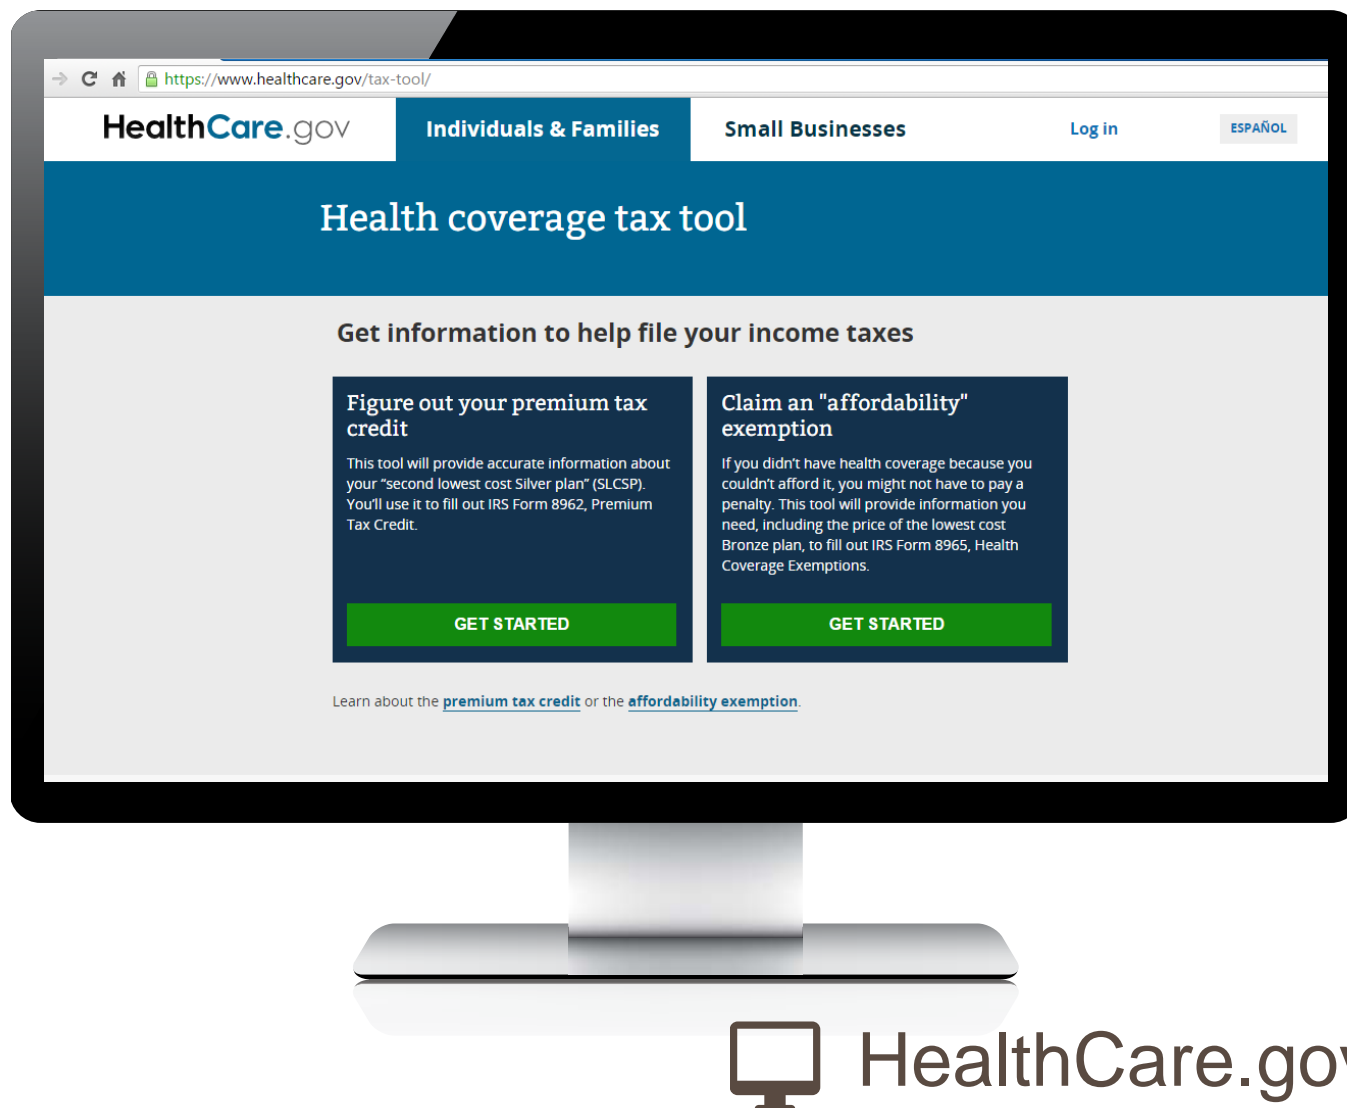 https://www.healthcare.gov/tax-tool/
HealthCare.gov Individuals & Families Small Businesses Log in ESPAÑOL
Health coverage tax tool
Get information to help file your income taxes
Figure out your premium tax
credit
This tool will provide accurate information about
your “second lowest cost Silver plan” (SLCSP).
You’ll use it to fill out IRS Form 8962, Premium
Tax Credit.
GET STARTED
Claim an "affordability"
exemption
If you didn’t have health coverage because you
couldn’t afford it, you might not have to pay a
penalty. This tool will provide information you
need, including the price of the lowest cost
Bronze plan, to fill out IRS Form 8965, Health
Coverage Exemptions.
GET STARTED
Learn about the premium tax credit or the affordability exemption.
HealthCare.gov